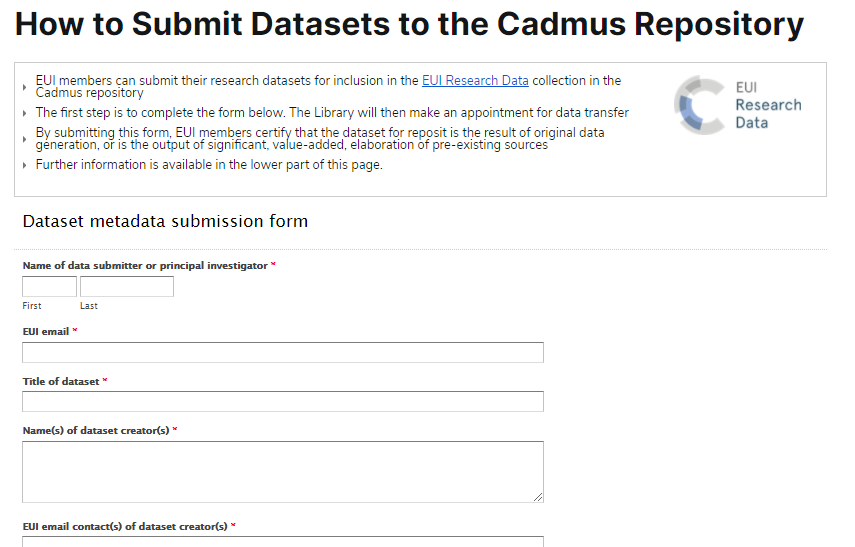 How to Submit Datasets to the Cadmus Repository
EUI members can submit their research datasets for inclusion in the EUI Research Data collection in the
Cadmus repository
The first step is to complete the form below. The Library will then make an appointment for data transfer
By submitting this form, EUI members certify that the dataset for reposit is the result of original data
generation, or is the output of significant, value-added, elaboration of pre-existing sources
Further information is available in the lower part of this page.
EUI
Research
Data
Dataset metadata submission form
Name of data submitter or principal investigator *
First Last
EUI email *
Title of dataset *
Name(s) of dataset creator(s) *
EUI email contact(s) of dataset creator(s) *